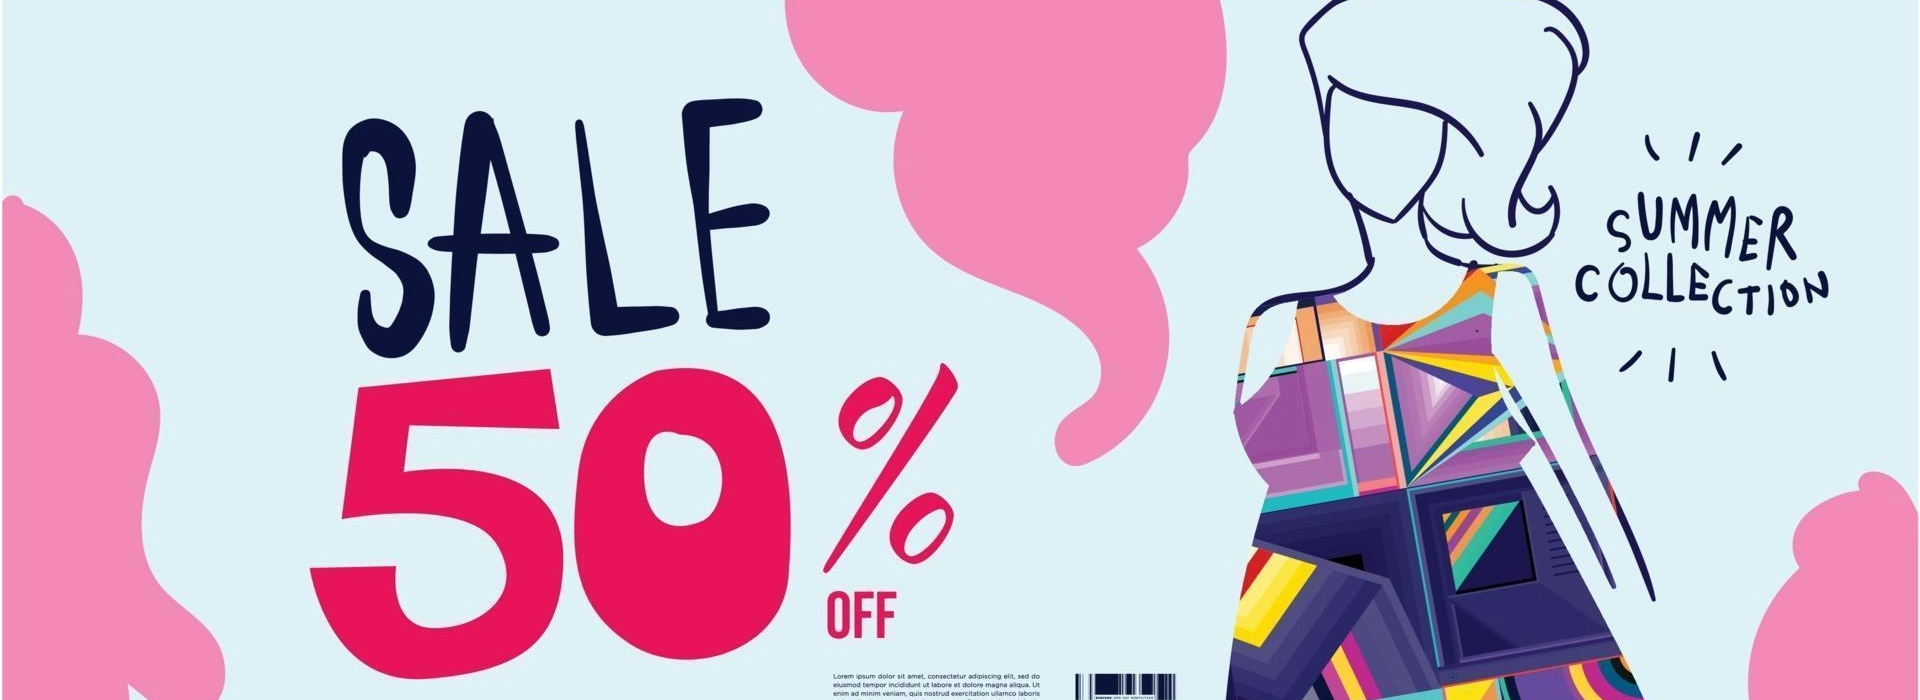 SALE
50%
OFF
SUMMER
COLLECTION
Lorem ipsum dolor sit amet, consectetur adipiscing elit, sed do
eiusmod tempor incididunt ut labore et dolore magna aliqua. Ut
enim ad minim veniam, quis nostrud exercitation ullamco laboris